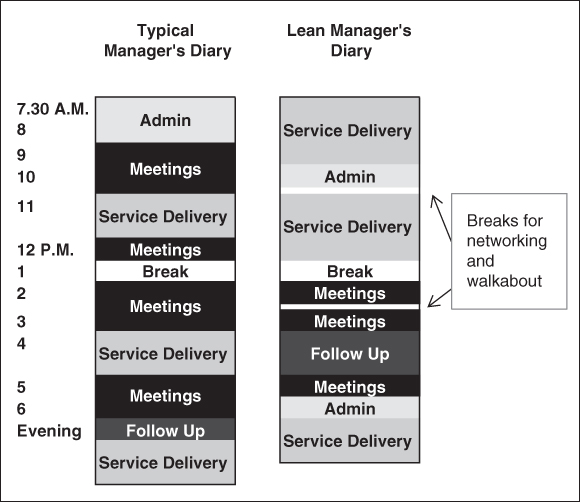 Typical
Manager's Diary
Lean Manager's
Diary
7.30 A.M.
8
9
10
11
12 P.M.
1
2
3
4
5
6
Evening
Admin
Meetings
Service Delivery
Meetings
Break
Meetings
Service Delivery
Meetings
Follow Up
Service Delivery
Service Delivery
Admin
Service Delivery
Break
Meetings
Meetings
Follow Up
Meetings
Admin
Service Delivery
Breaks for
networking
and
walkabout